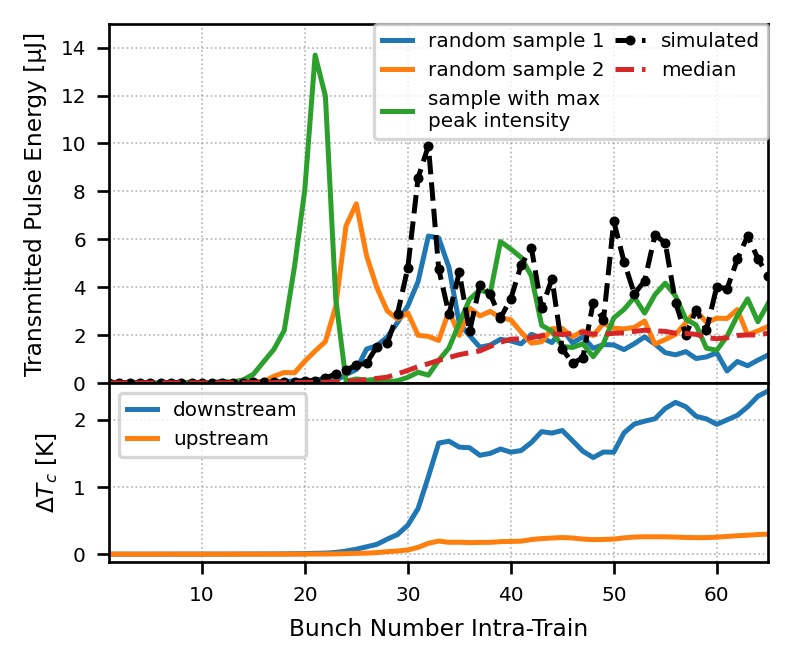 Transmitted Pulse Energy [μJ]
14
12
10
8
6
4
2
0
random sample 1
random sample 2
sample with max
peak intensity
simulated
median
ΔT_c [K]
2
1
0
downstream
upstream
10 20 30 40 50 60
Bunch Number Intra-Train